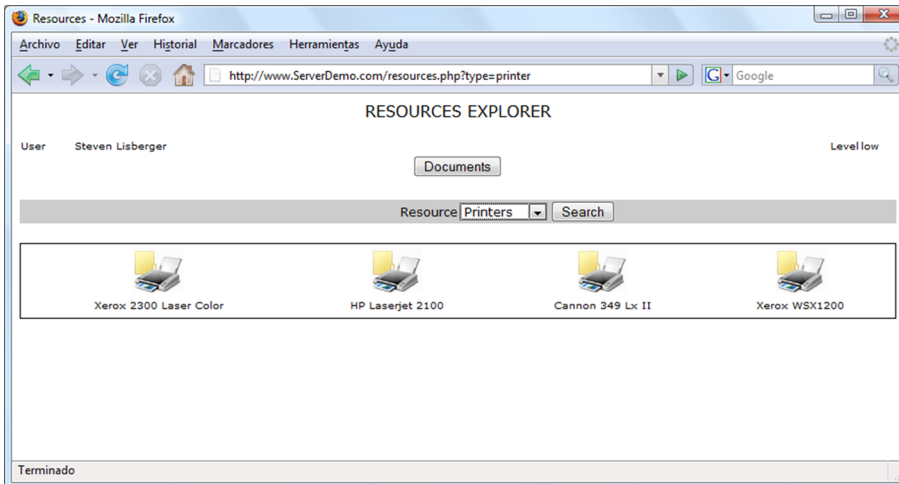 Resources - Mozilla Firefox
Archivo Editar Ver Historial Marcadores Herramientas Ayuda
http://www.ServerDemo.com/resources.php?type=printer
G Google
RESOURCES EXPLORER
User Steven Lisberger Level low
Documents
Resource Printers Search
Xerox 2300 Laser Color HP Laserjet 2100 Cannon 349 Lx II Xerox WSX1200
Terminado